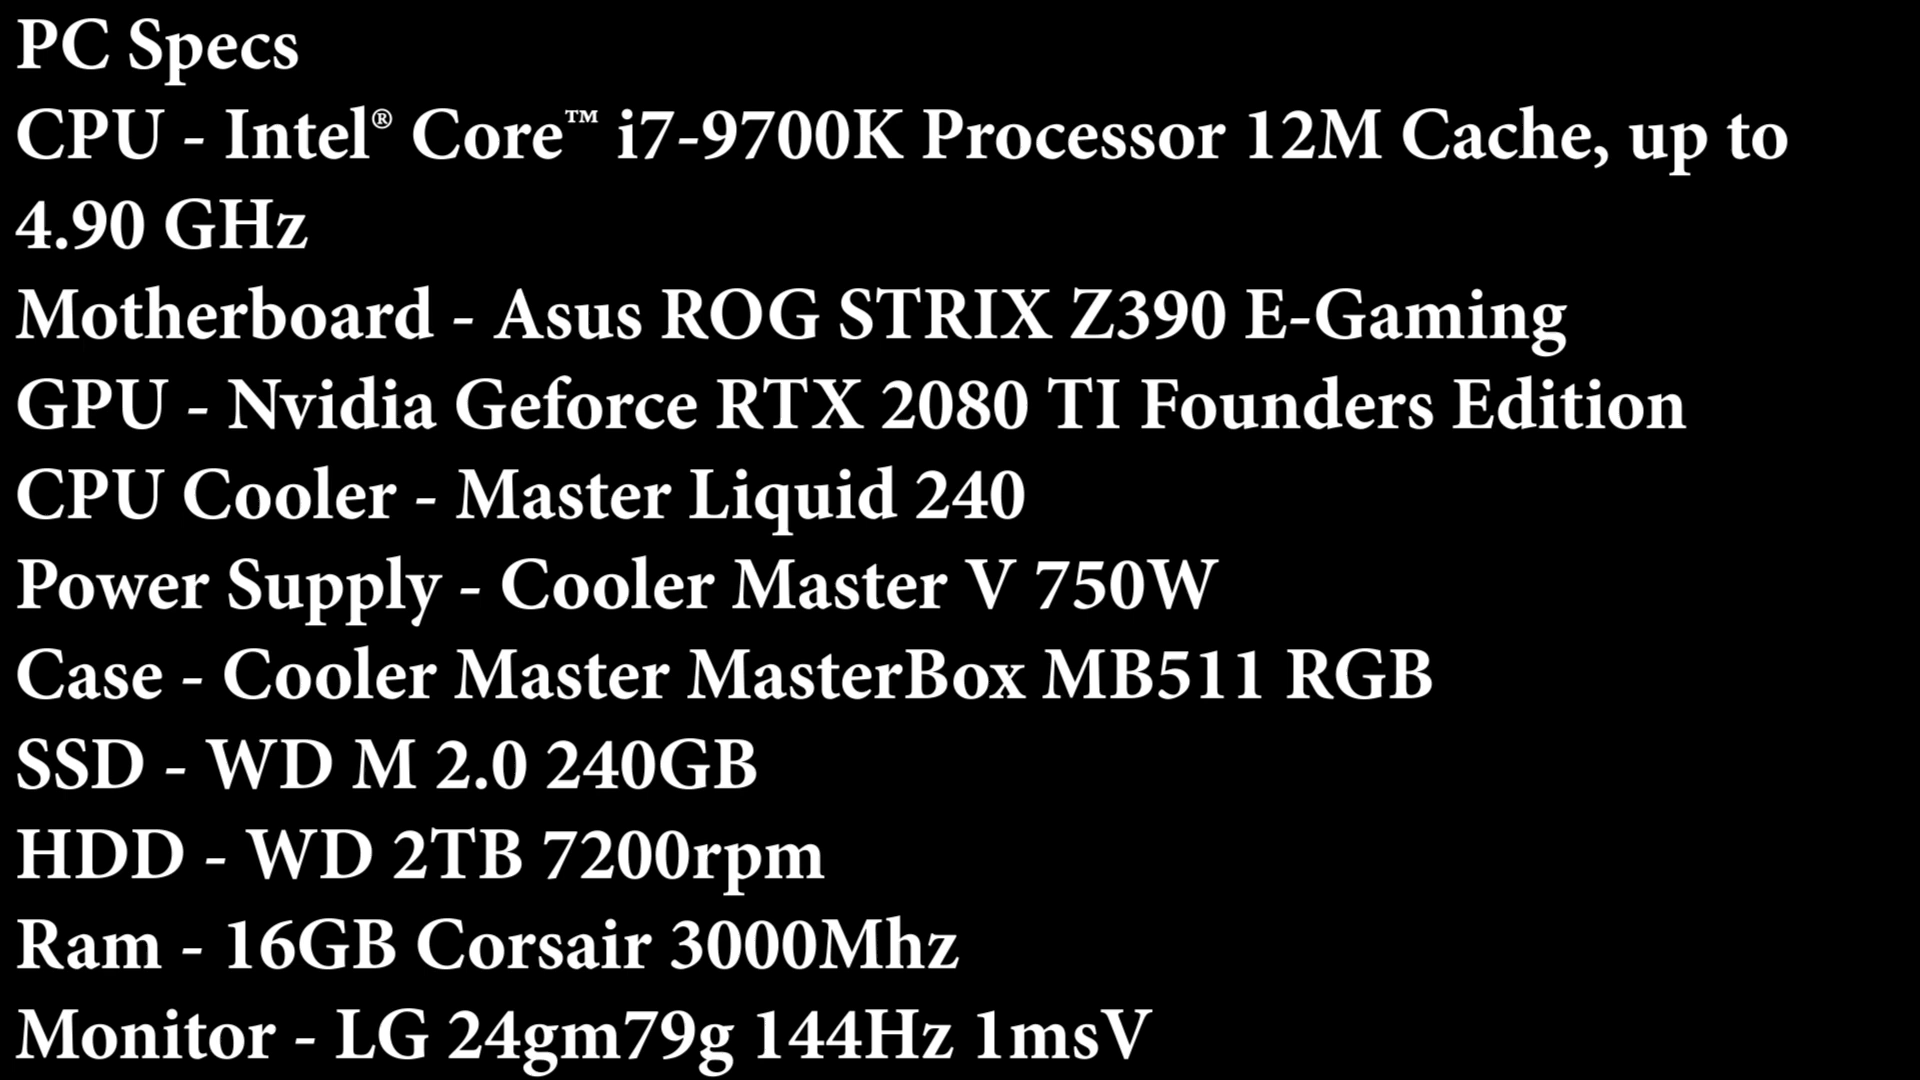 PC Specs
CPU - Intel® Core™ i7-9700K Processor 12M Cache, up to
4.90 GHz
Motherboard - Asus ROG STRIX Z390 E-Gaming
GPU - Nvidia Geforce RTX 2080 TI Founders Edition
CPU Cooler - Master Liquid 240
Power Supply - Cooler Master V 750W
Case - Cooler Master MasterBox MB511 RGB
SSD - WD M 2.0 240GB
HDD - WD 2TB 7200rpm
Ram - 16GB Corsair 3000Mhz
Monitor - LG 24gm79g 144Hz 1msV